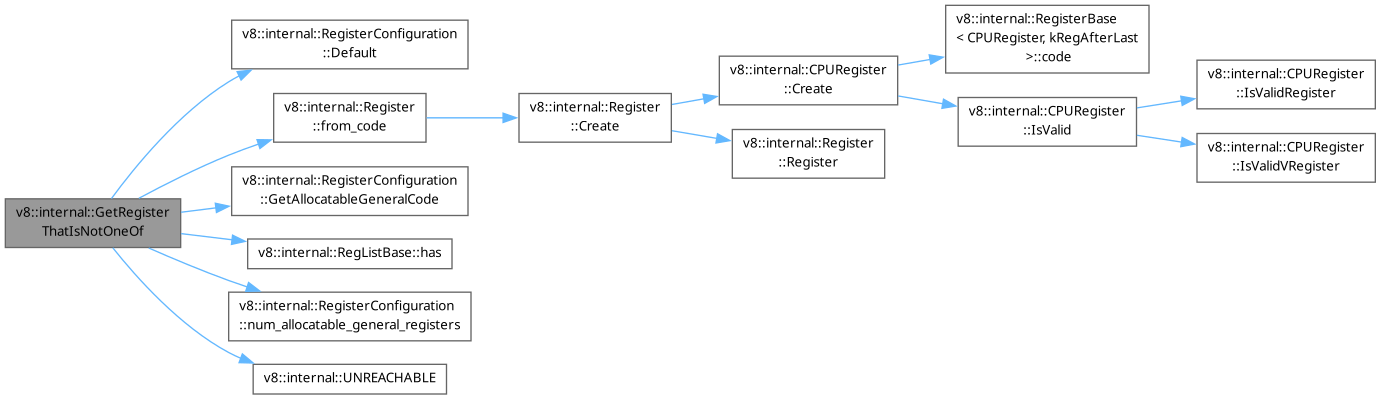 v8::internal::GetRegister
ThatIsNotOneOf
v8::internal::RegisterConfiguration
::Default
v8::internal::Register
::from_code
v8::internal::RegisterConfiguration
::GetAllocatableGeneralCode
v8::internal::RegListBase::has
v8::internal::RegisterConfiguration
::num_allocatable_general_registers
v8::internal::UNREACHABLE
v8::internal::Register
::Create
v8::internal::CPURegister
::Create
v8::internal::Register
::Register
v8::internal::RegisterBase
< CPURegister, kRegAfterLast
>::code
v8::internal::CPURegister
::IsValid
v8::internal::CPURegister
::IsValidRegister
v8::internal::CPURegister
::IsValidVRegister